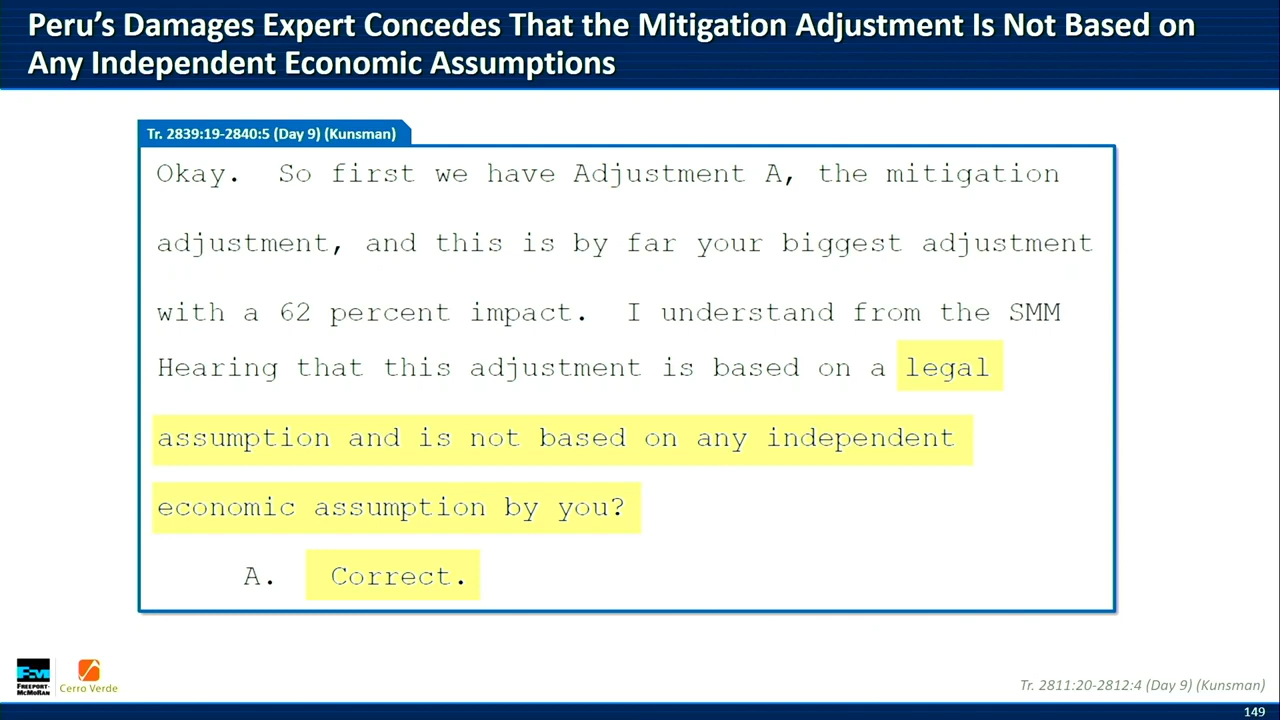 Peru's Damages Expert Concedes That the Mitigation Adjustment Is Not Based on
Any Independent Economic Assumptions
Tr. 2839:19-2840:5 (Day 9) (Kunsman)
Okay.  So first we have Adjustment A, the mitigation
adjustment, and this is by far your biggest adjustment
with a 62 percent impact.  I understand from the SMM
Hearing that this adjustment is based on a legal
assumption and is not based on any independent
economic assumption by you?
A.   Correct.
FREEPORT-
McMoRAN
Cerro Verde
Tr. 2811:20-2812:4 (Day 9) (Kunsman)
149